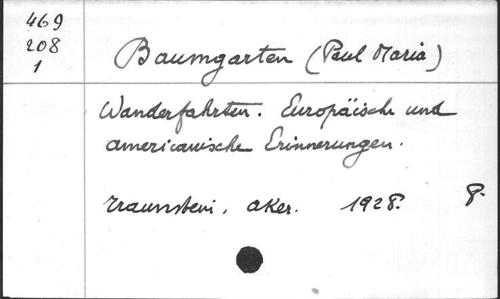 469
208
1
Baumgarten (Paul Maria)
Wanderfahrten. Europäische und
americanische Erinnerungen.
Traunstein, aker. 1928. 8.